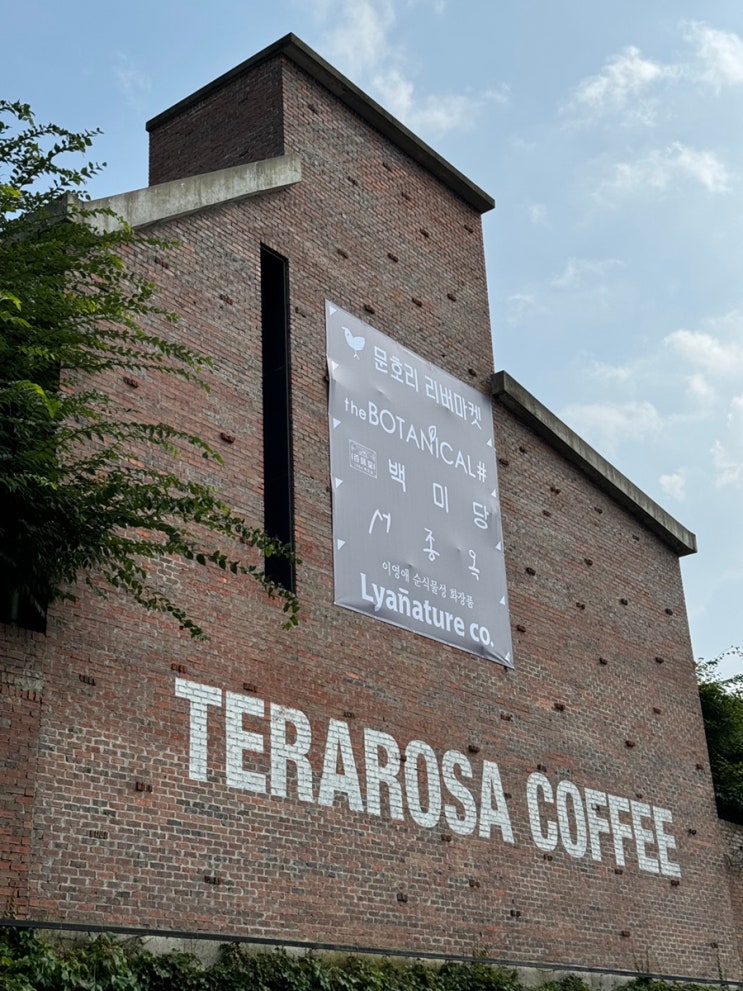 문호리 리버마켓
theBOTANICAL#
백미당
서종옥
이영애 순식물성 화장품
Lyanature co.
TERAROSA COFFEE